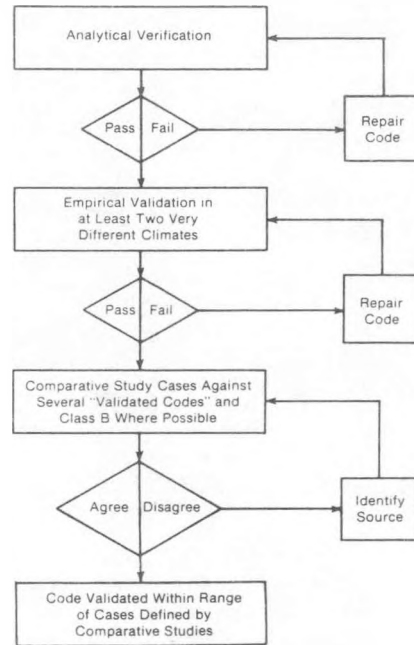 Analytical Verification
Pass Fail
Repair
Code
Empirical Validation in
at Least Two Very
Different Climates
Pass Fail
Repair
Code
Comparative Study Cases Against
Several "Validated Codes" and
Class B Where Possible
Agree Disagree
Identify
Source
Code Validated Within Range
of Cases Defined by
Comparative Studies